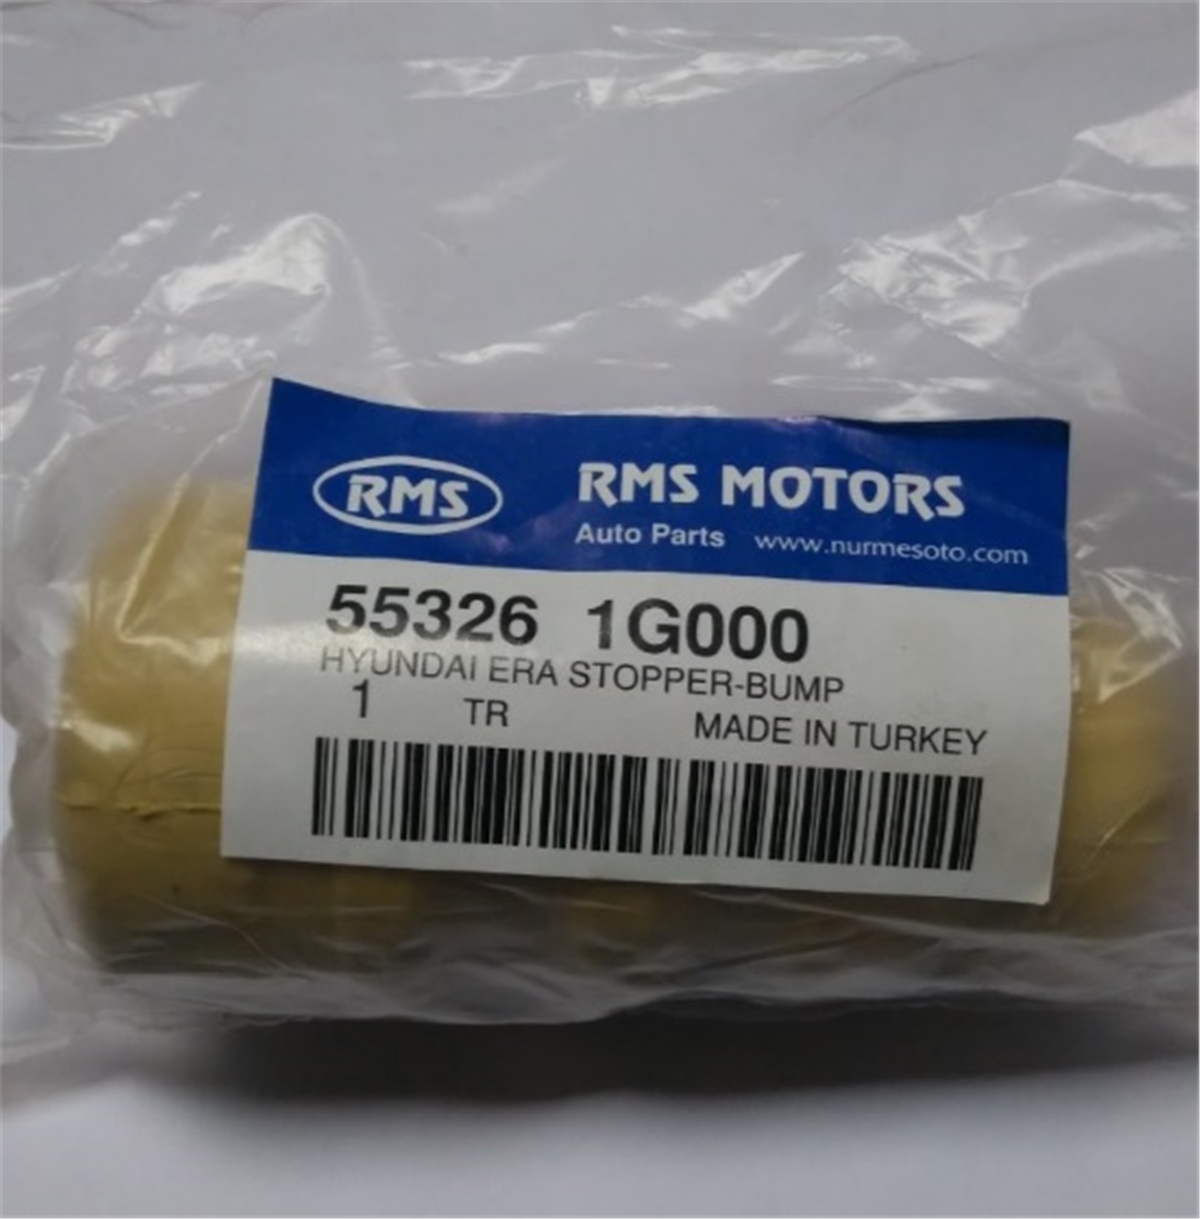 RMS
RMS MOTORS
Auto Parts www.nurmesoto.com
55326 1G000
HYUNDAI ERA STOPPER-BUMP
1 TR MADE IN TURKEY